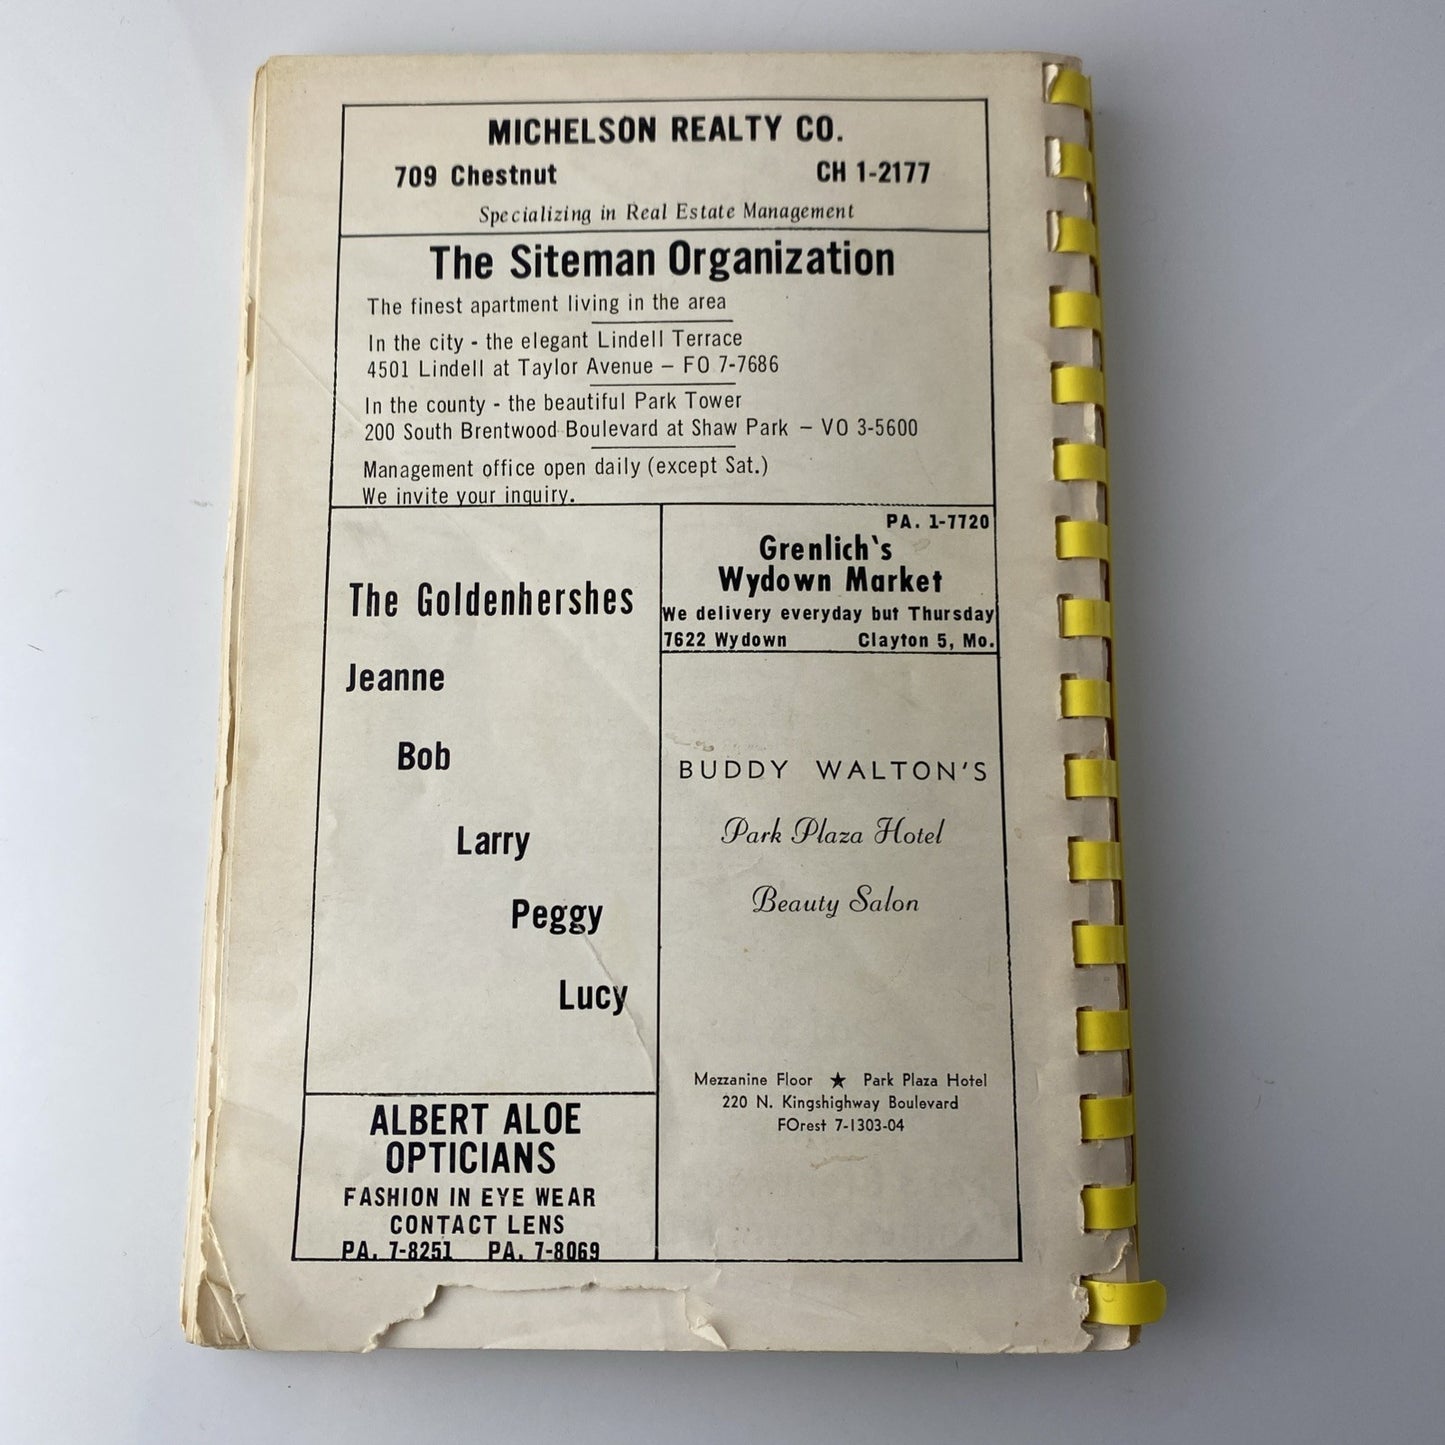 MICHELSON REALTY CO.
709 Chestnut CH 1-2177
Specializing in Real Estate Management
The Siteman Organization
The finest apartment living in the area
In the city - the elegant Lindell Terrace
4501 Lindell at Taylor Avenue — FO 7-7686
In the county - the beautiful Park Tower
200 South Brentwood Boulevard at Shaw Park — VO 3-5600
Management office open daily (except Sat.)
We invite your inquiry.
The Goldenhershes
Jeanne
Bob
Larry
Peggy
Lucy
ALBERT ALOE
OPTICIANS
FASHION IN EYE WEAR
CONTACT LENS
PA. 7-8251 PA. 7-8069
PA. 1-7720
Grenlich's
Wydown Market
We delivery everyday but Thursday
7622 Wydown Clayton 5, Mo.
BUDDY WALTON'S
Park Plaza Hotel
Beauty Salon
Mezzanine Floor ★ Park Plaza Hotel
220 N. Kingshighway Boulevard
FOrest 7-1303-04